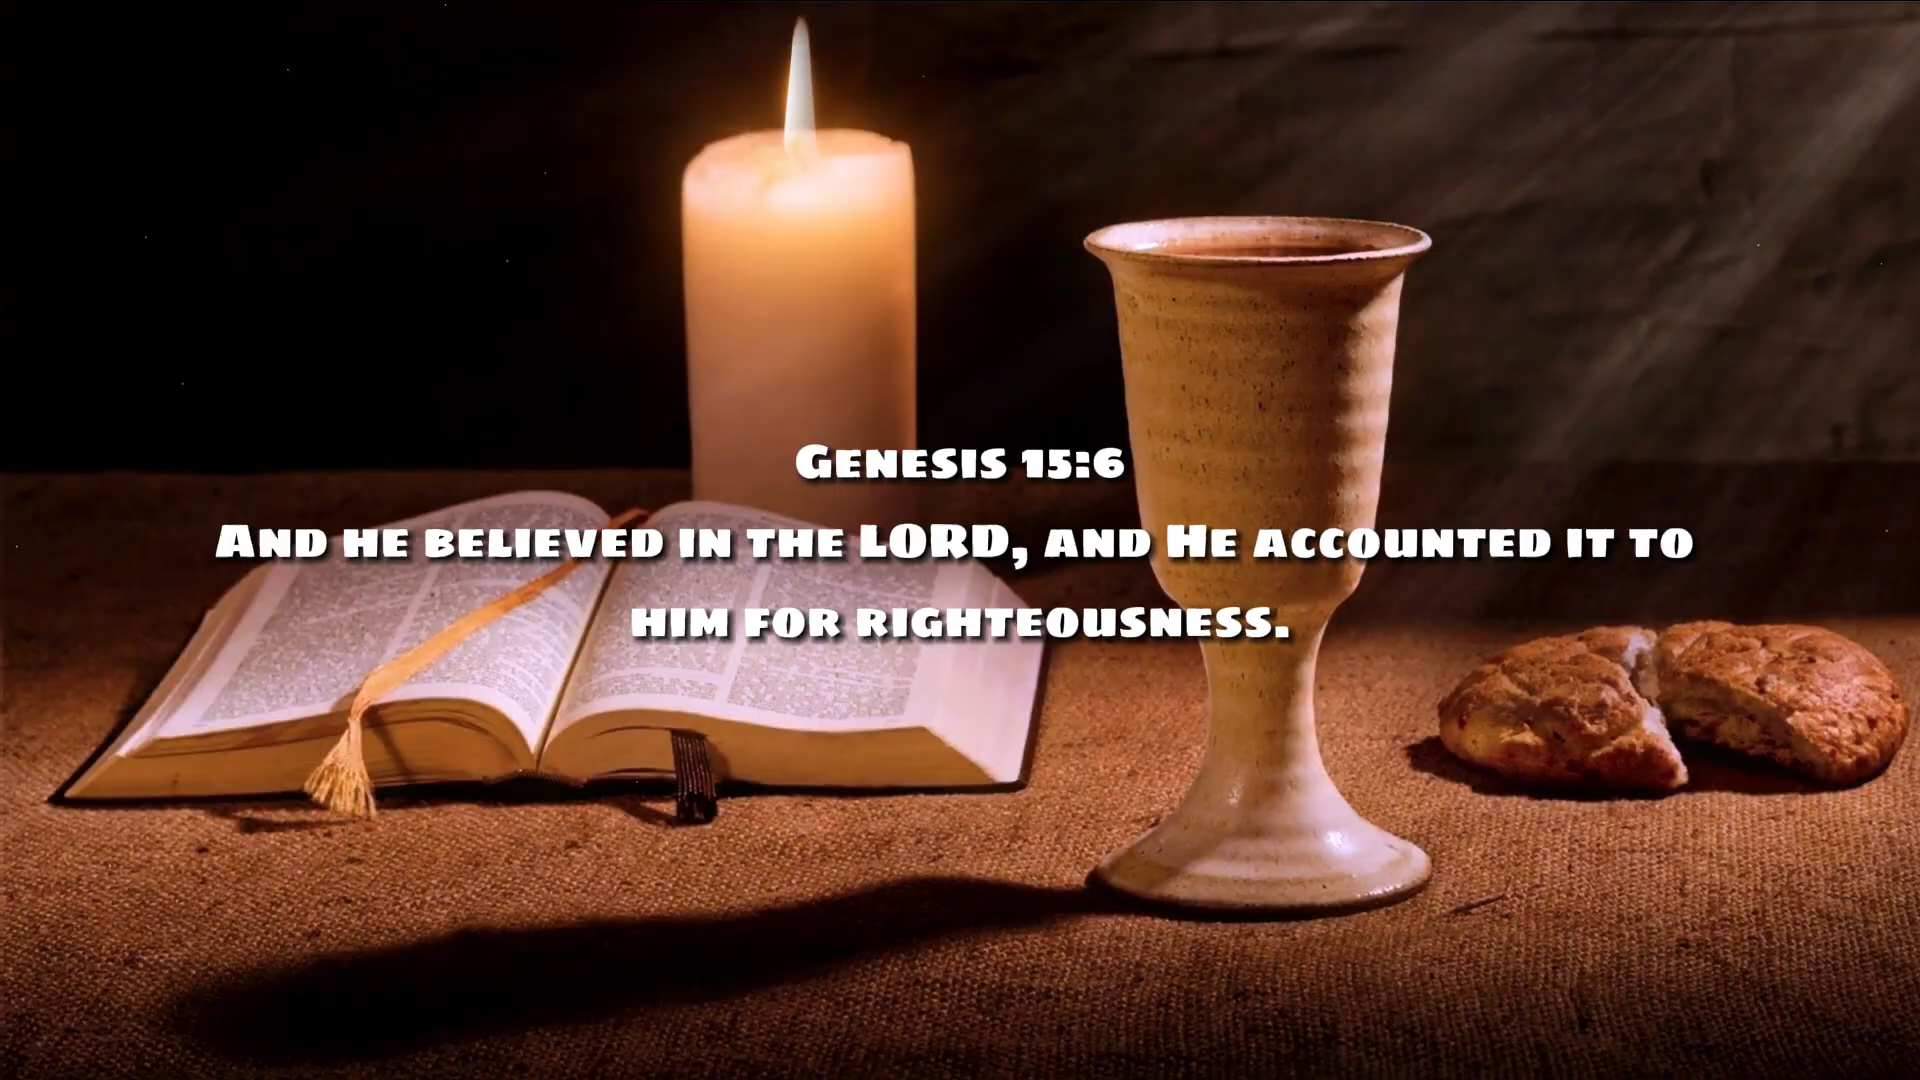 Genesis 15:6
And he believed in the LORD, and He accounted it to
him for righteousness.